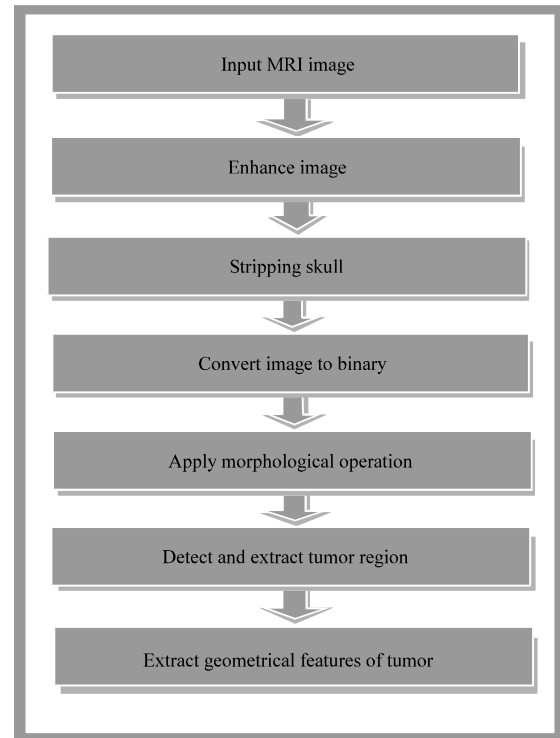 Input MRI image
Enhance image
Stripping skull
Convert image to binary
Apply morphological operation
Detect and extract tumor region
Extract geometrical features of tumor